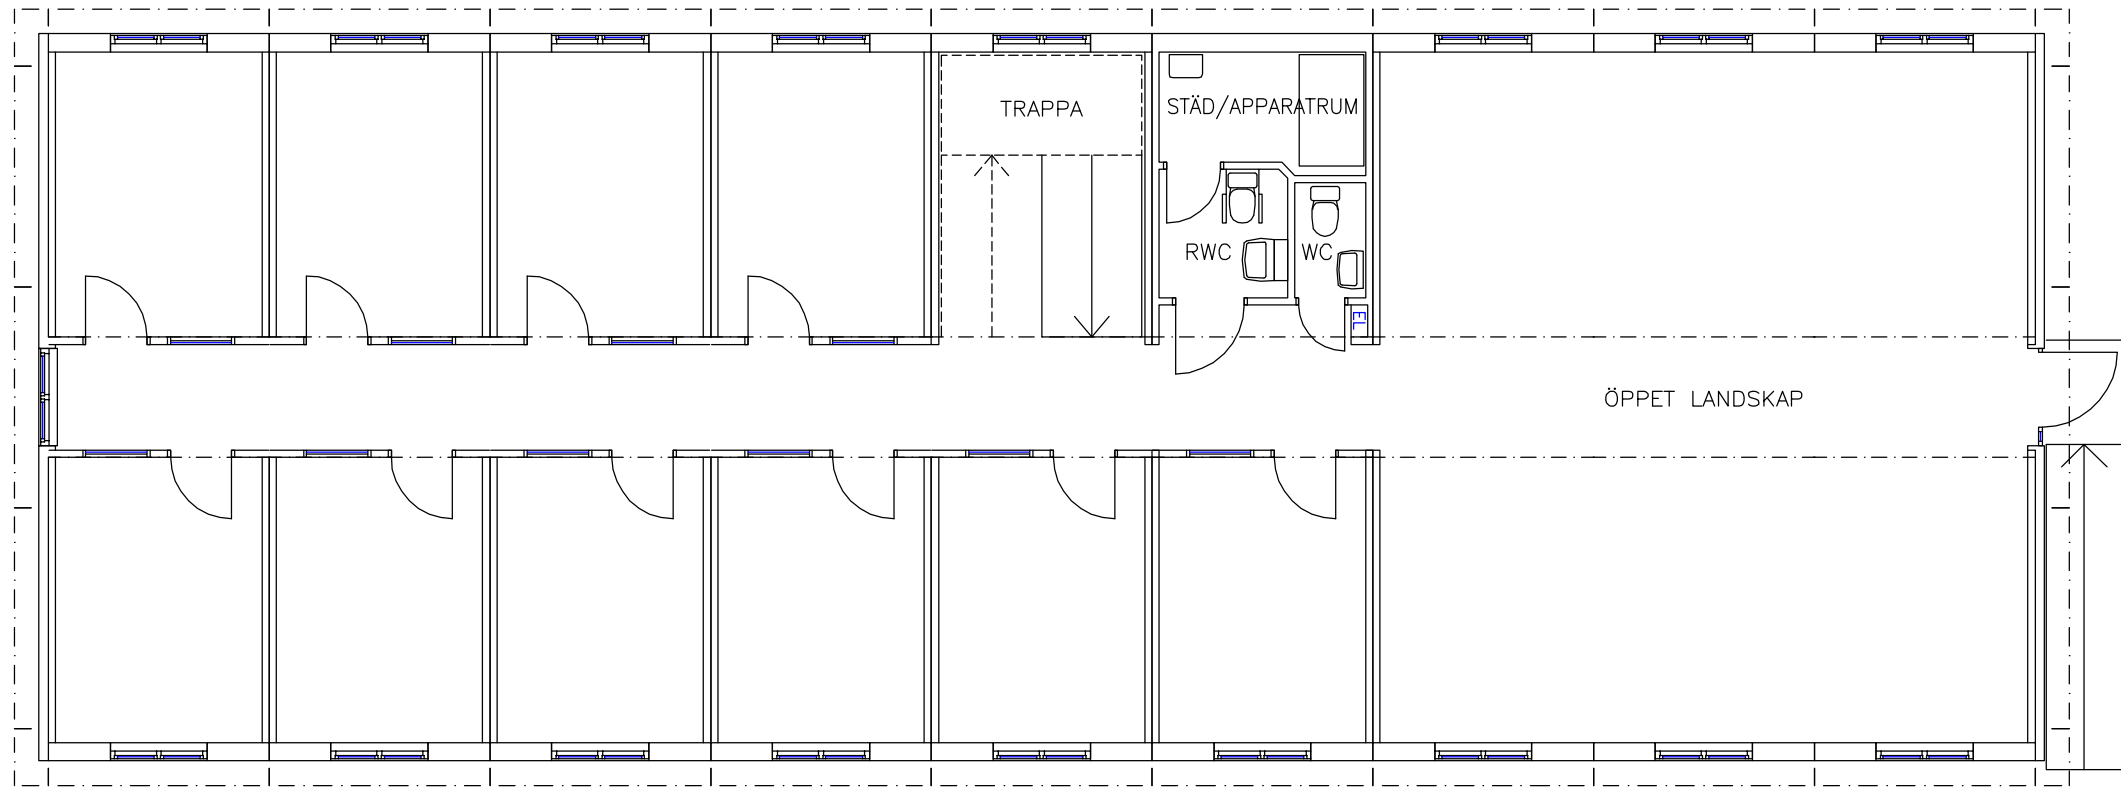 TRAPPA
STÄD/APPARATRUM
RWC
WC
EL
ÖPPET LANDSKAP